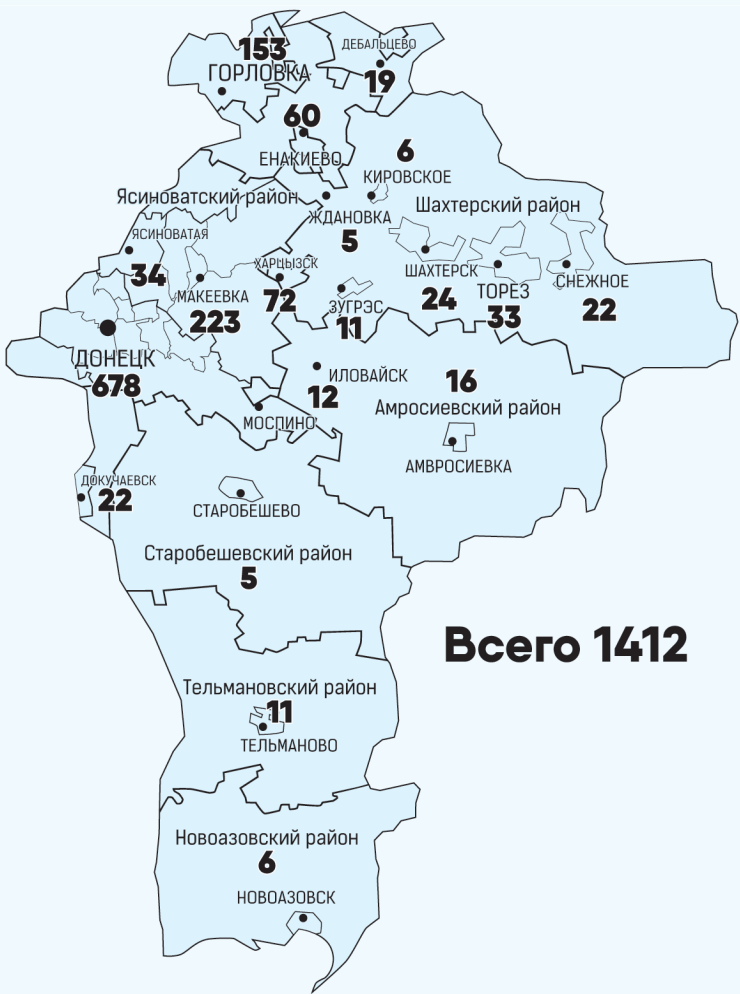 153
ГОРЛОВКА
ДЕБАЛЬЦЕВО
19
60
ЕНАКИЕВО
6
КИРОВСКОЕ
Ясиноватский район
ЖДАНОВКА
5
Шахтерский район
ЯСИНОВАТАЯ
34
МАКЕЕВКА
223
ХАРЦЫЗСК
72
ЗУГРЭС
11
ШАХТЕРСК
24
ТОРЕЗ
33
СНЕЖНОЕ
22
ДОНЕЦК
678
ИЛОВАЙСК
12
16
Амросиевский район
АМВРОСИЕВКА
МОСПИНО
ДОКУЧАЕВСК
22
СТАРОБЕШЕВО
Старобешевский район
5
Всего 1412
Тельмановский район
11
ТЕЛЬМАНОВО
Новоазовский район
6
НОВОАЗОВСК